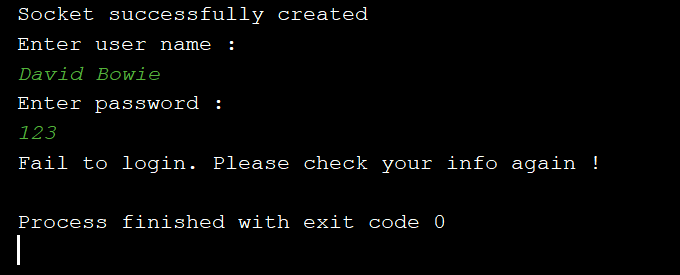 Socket successfully created
Enter user name :
David Bowie
Enter password :
123
Fail to login. Please check your info again !
Process finished with exit code 0